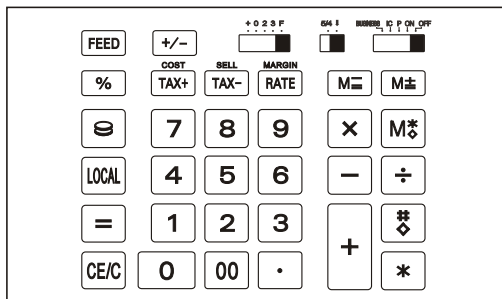 + 0 2 3 F 5/4 ⬇ BUSINESS IC P ON OFF
FEED +/−
COST SELL MARGIN
% TAX+ TAX− RATE M= M±
7 8 9 × M*◇
LOCAL 4 5 6 − ÷
= 1 2 3 + #◇
CE/C 0 00 · *